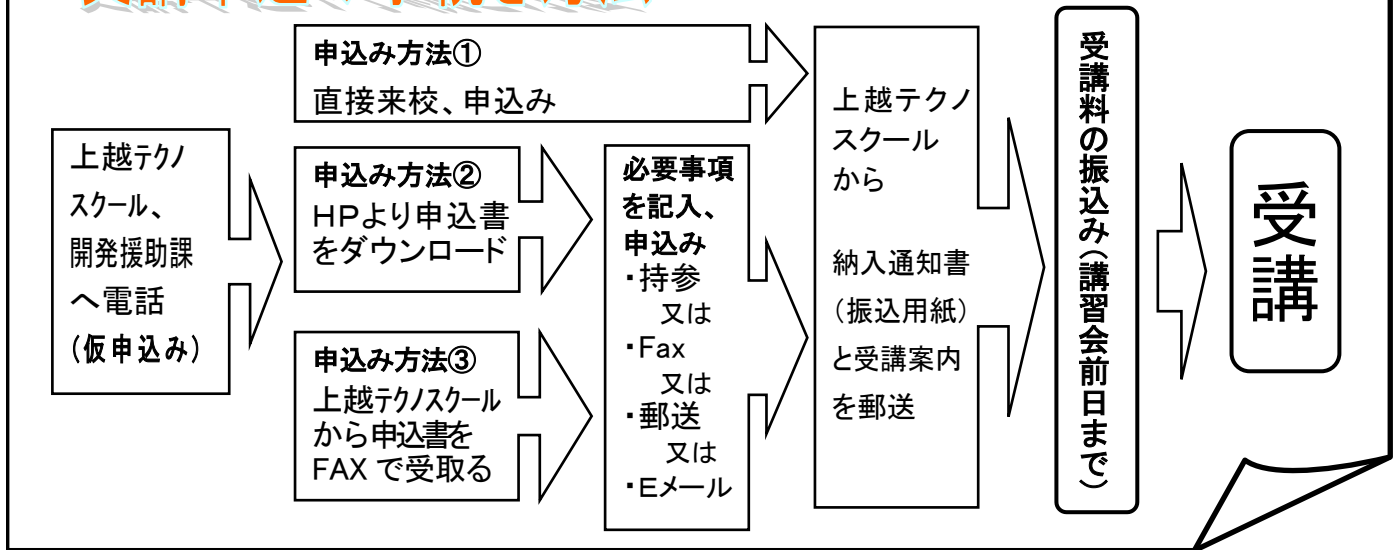 上越テクノ
スクール、
開発援助課
へ電話
(仮申込み)
申込み方法①
直接来校、申込み
申込み方法②
HPより申込書
をダウンロード
申込み方法③
上越テクノスクール
から申込書を
FAX で受取る
必要事項
を記入、
申込み
・持参
又は
・Fax
又は
・郵送
又は
・Eメール
上越テクノ
スクール
から
納入通知書
(振込用紙)
と受講案内
を郵送
受講料の振込み(講習会前日まで)
受講